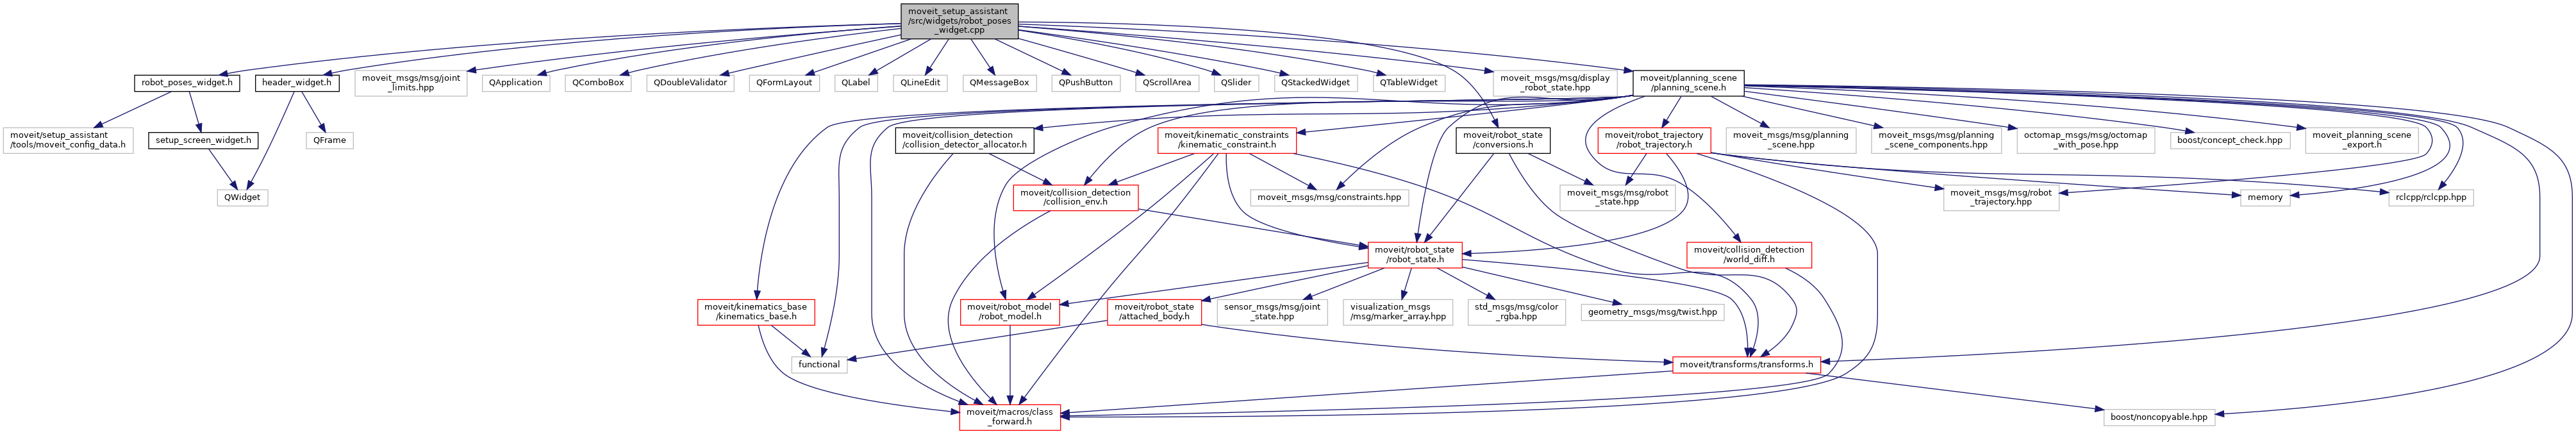 moveit_setup_assistant
/src/widgets/robot_poses
_widget.cpp
robot_poses_widget.h
header_widget.h
moveit_msgs/msg/joint
_limits.hpp
QApplication
QComboBox
QDoubleValidator
QFormLayout
QLabel
QLineEdit
QMessageBox
QPushButton
QScrollArea
QSlider
QStackedWidget
QTableWidget
moveit_msgs/msg/display
_robot_state.hpp
moveit/planning_scene
/planning_scene.h
moveit/setup_assistant
/tools/moveit_config_data.h
setup_screen_widget.h
QFrame
moveit/collision_detection
/collision_detector_allocator.h
moveit/kinematic_constraints
/kinematic_constraint.h
moveit/robot_state
/conversions.h
moveit/robot_trajectory
/robot_trajectory.h
moveit_msgs/msg/planning
_scene.hpp
moveit_msgs/msg/planning
_scene_components.hpp
octomap_msgs/msg/octomap
_with_pose.hpp
boost/concept_check.hpp
moveit_planning_scene
_export.h
QWidget
moveit/collision_detection
/collision_env.h
moveit_msgs/msg/constraints.hpp
moveit_msgs/msg/robot
_state.hpp
moveit_msgs/msg/robot
_trajectory.hpp
memory
rclcpp/rclcpp.hpp
moveit/robot_state
/robot_state.h
moveit/collision_detection
/world_diff.h
moveit/kinematics_base
/kinematics_base.h
moveit/robot_model
/robot_model.h
moveit/robot_state
/attached_body.h
sensor_msgs/msg/joint
_state.hpp
visualization_msgs
/msg/marker_array.hpp
std_msgs/msg/color
_rgba.hpp
geometry_msgs/msg/twist.hpp
functional
moveit/transforms/transforms.h
moveit/macros/class
_forward.h
boost/noncopyable.hpp